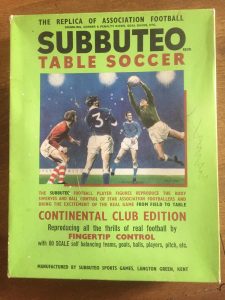 THE REPLICA OF ASSOCIATION FOOTBALL
SUBBUTEO
TABLE SOCCER
3
THE SUBBUTEO FOOTBALL PLAYER FIGURES REPRODUCE THE BODY
SWERVES AND BALL CONTROL OF STAR ASSOCIATION FOOTBALLERS AND
BRING THE EXCITEMENT OF THE REAL GAME FROM FIELD TO TABLE
CONTINENTAL CLUB EDITION
Reproducing all the thrills of real football by
FINGERTIP CONTROL
with 00 SCALE self balancing teams, goals, balls, players, pitch, etc.
MANUFACTURED BY SUBBUTEO SPORTS GAMES, LANGTON GREEN, KENT